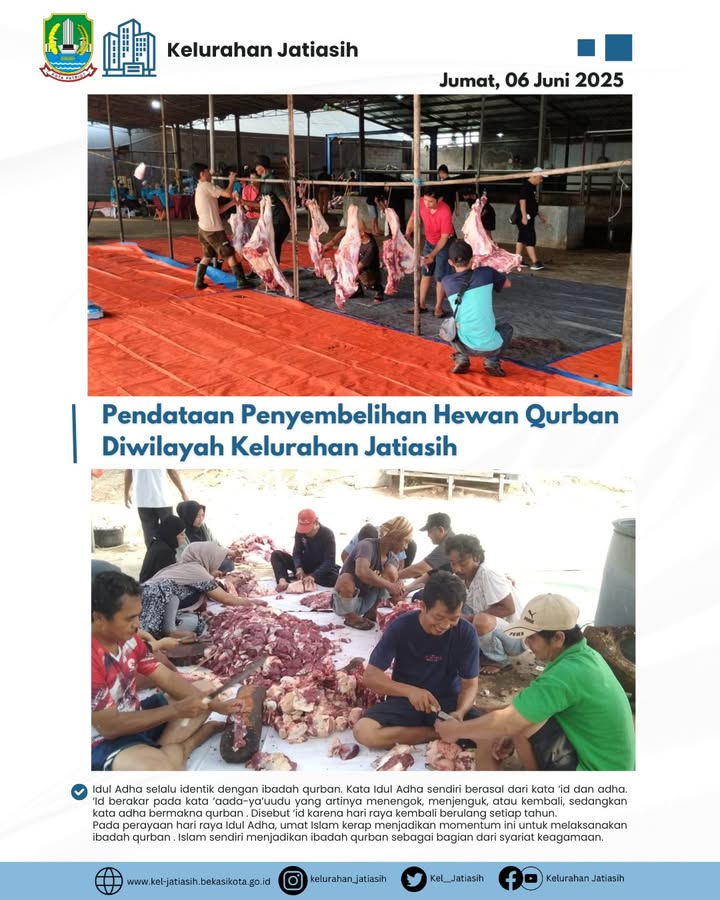 KOTA PATRIOT
Kelurahan Jatiasih
Jumat, 06 Juni 2025
Pendataan Penyembelihan Hewan Qurban
Diwilayah Kelurahan Jatiasih
Idul Adha selalu identik dengan ibadah qurban. Kata Idul Adha sendiri berasal dari kata ‘id dan adha.
‘Id berakar pada kata ‘aada-ya’uudu yang artinya menengok, menjenguk, atau kembali, sedangkan
kata adha bermakna qurban . Disebut ‘id karena hari raya kembali berulang setiap tahun.
Pada perayaan hari raya Idul Adha, umat Islam kerap menjadikan momentum ini untuk melaksanakan
ibadah qurban . Islam sendiri menjadikan ibadah qurban sebagai bagian dari syariat keagamaan.
www.kel-jatiasih.bekasikota.go.id
kelurahan_jatiasih
Kel__Jatiasih
Kelurahan Jatiasih